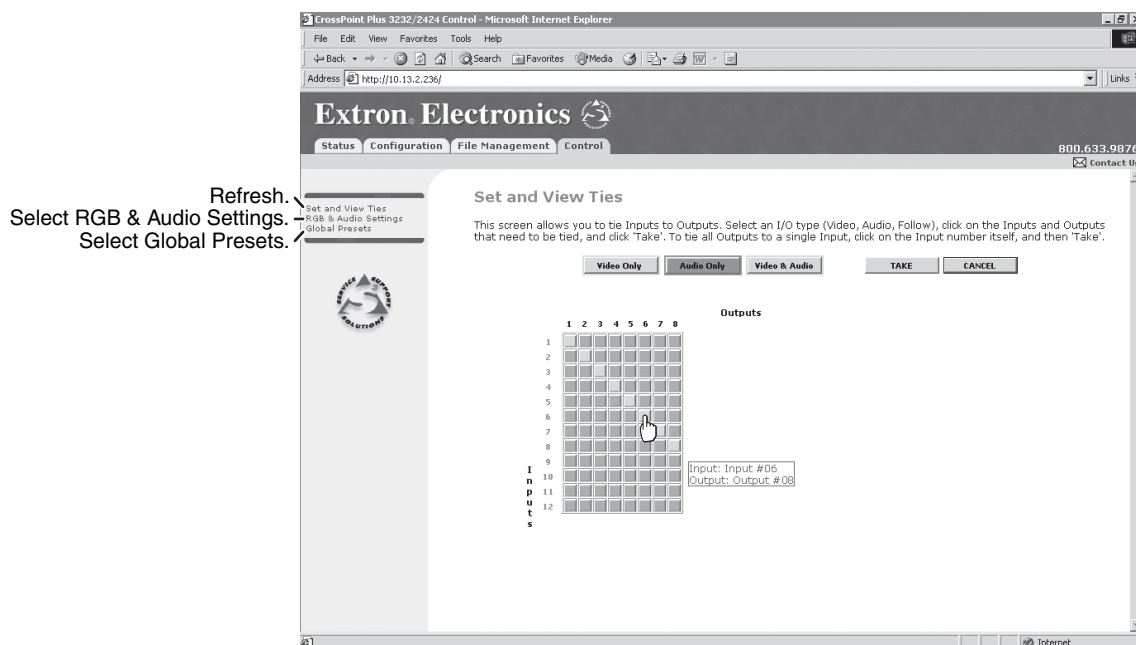 CrossPoint Plus 3232/2424 Control - Microsoft Internet Explorer
File Edit View Favorites Tools Help
Back Search Favorites Media
Address http://10.13.2.236/ Links
Extron® Electronics
Status Configuration File Management Control
800.633.9876
Contact U
Refresh.
Select RGB & Audio Settings.
Select Global Presets.
Set and View Ties
RGB & Audio Settings
Global Presets
SERVICE SUPPORT SOLUTIONS
Set and View Ties
This screen allows you to tie Inputs to Outputs. Select an I/O type (Video, Audio, Follow), click on the Inputs and Outputs
that need to be tied, and click 'Take'. To tie all Outputs to a single Input, click on the Input number itself, and then 'Take'.
Video Only Audio Only Video & Audio TAKE CANCEL
Outputs
1 2 3 4 5 6 7 8
1
2
3
4
5
6
7
8
9
10
11
12
Inputs
Input: Input #06
Output: Output #08
Internet